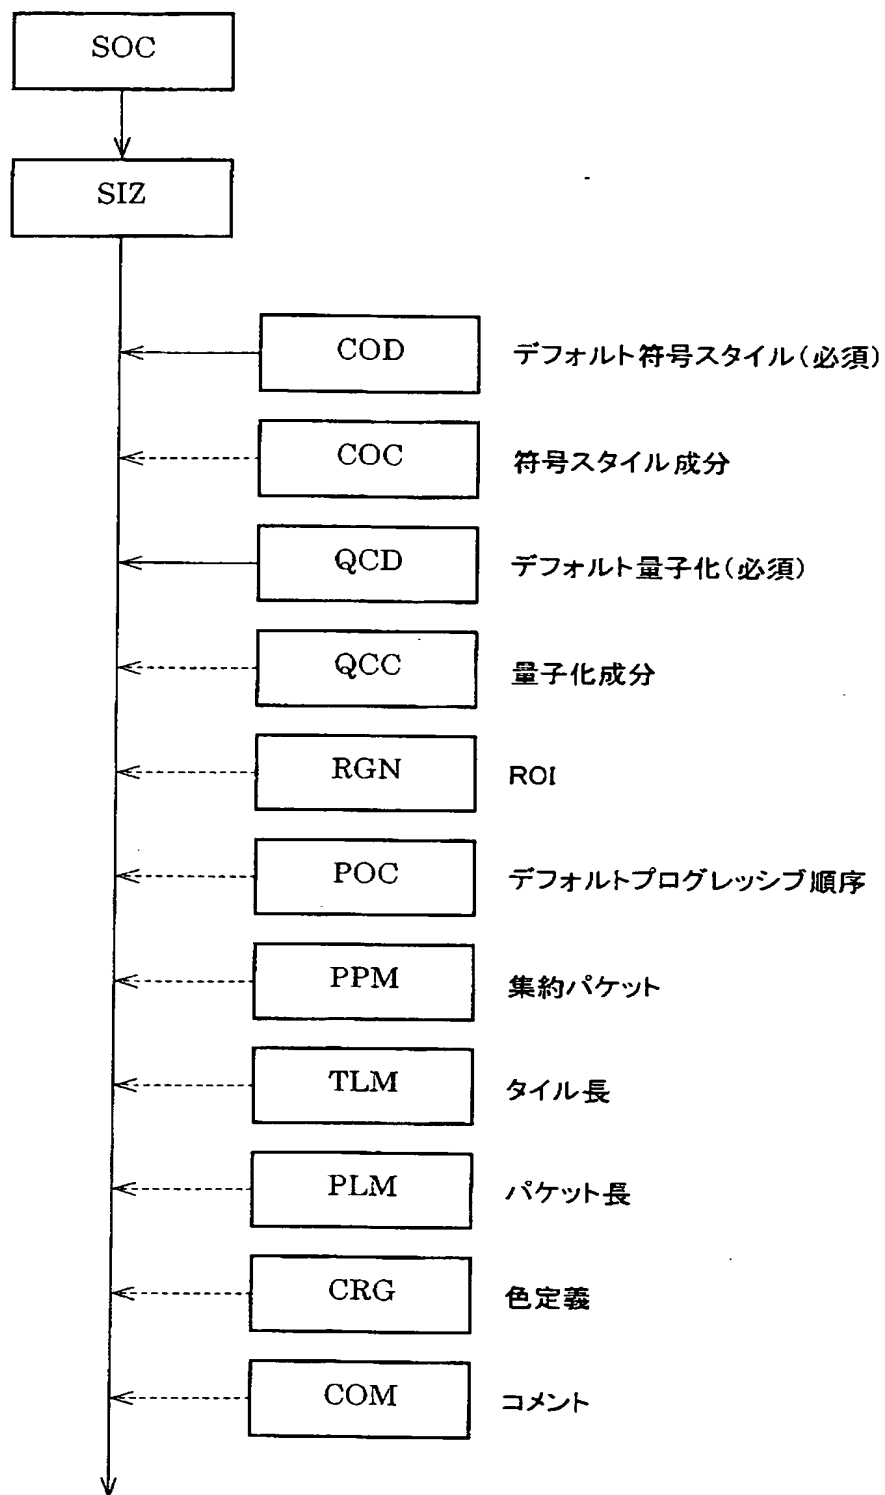 SOC
SIZ
COD デフォルト符号スタイル(必須)
COC 符号スタイル成分
QCD デフォルト量子化(必須)
QCC 量子化成分
RGN ROI
POC デフォルトプログレッシブ順序
PPM 集約パケット
TLM タイル長
PLM パケット長
CRG 色定義
COM コメント